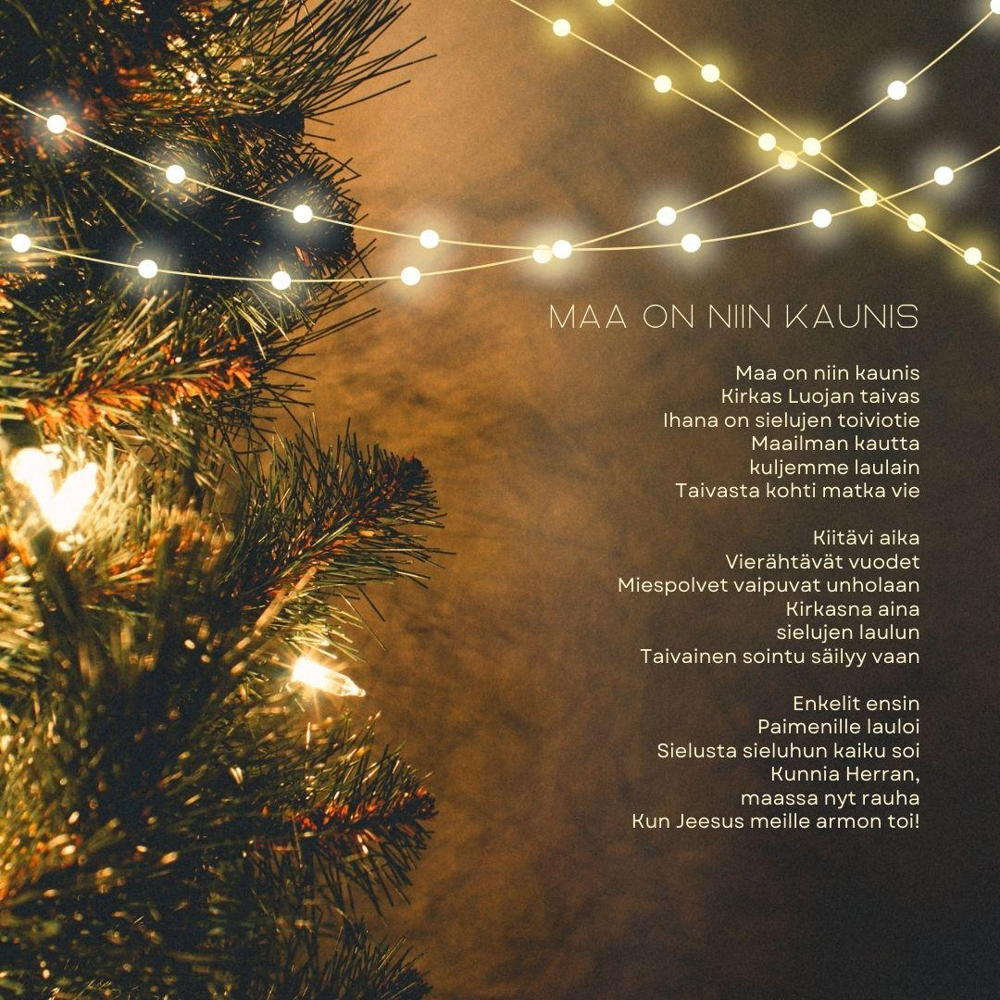 MAA ON NIIN KAUNIS
Maa on niin kaunis
Kirkas Luojan taivas
Ihana on sielujen toiviotie
Maailman kautta
kuljemme laulain
Taivasta kohti matka vie
Kiitävi aika
Vierähtävät vuodet
Miespolvet vaipuvat unholaan
Kirkasna aina
sielujen laulun
Taivainen sointu säilyy vaan
Enkelit ensin
Paimenille lauloi
Sielusta sieluhun kaiku soi
Kunnia Herran,
maassa nyt rauha
Kun Jeesus meille armon toi!